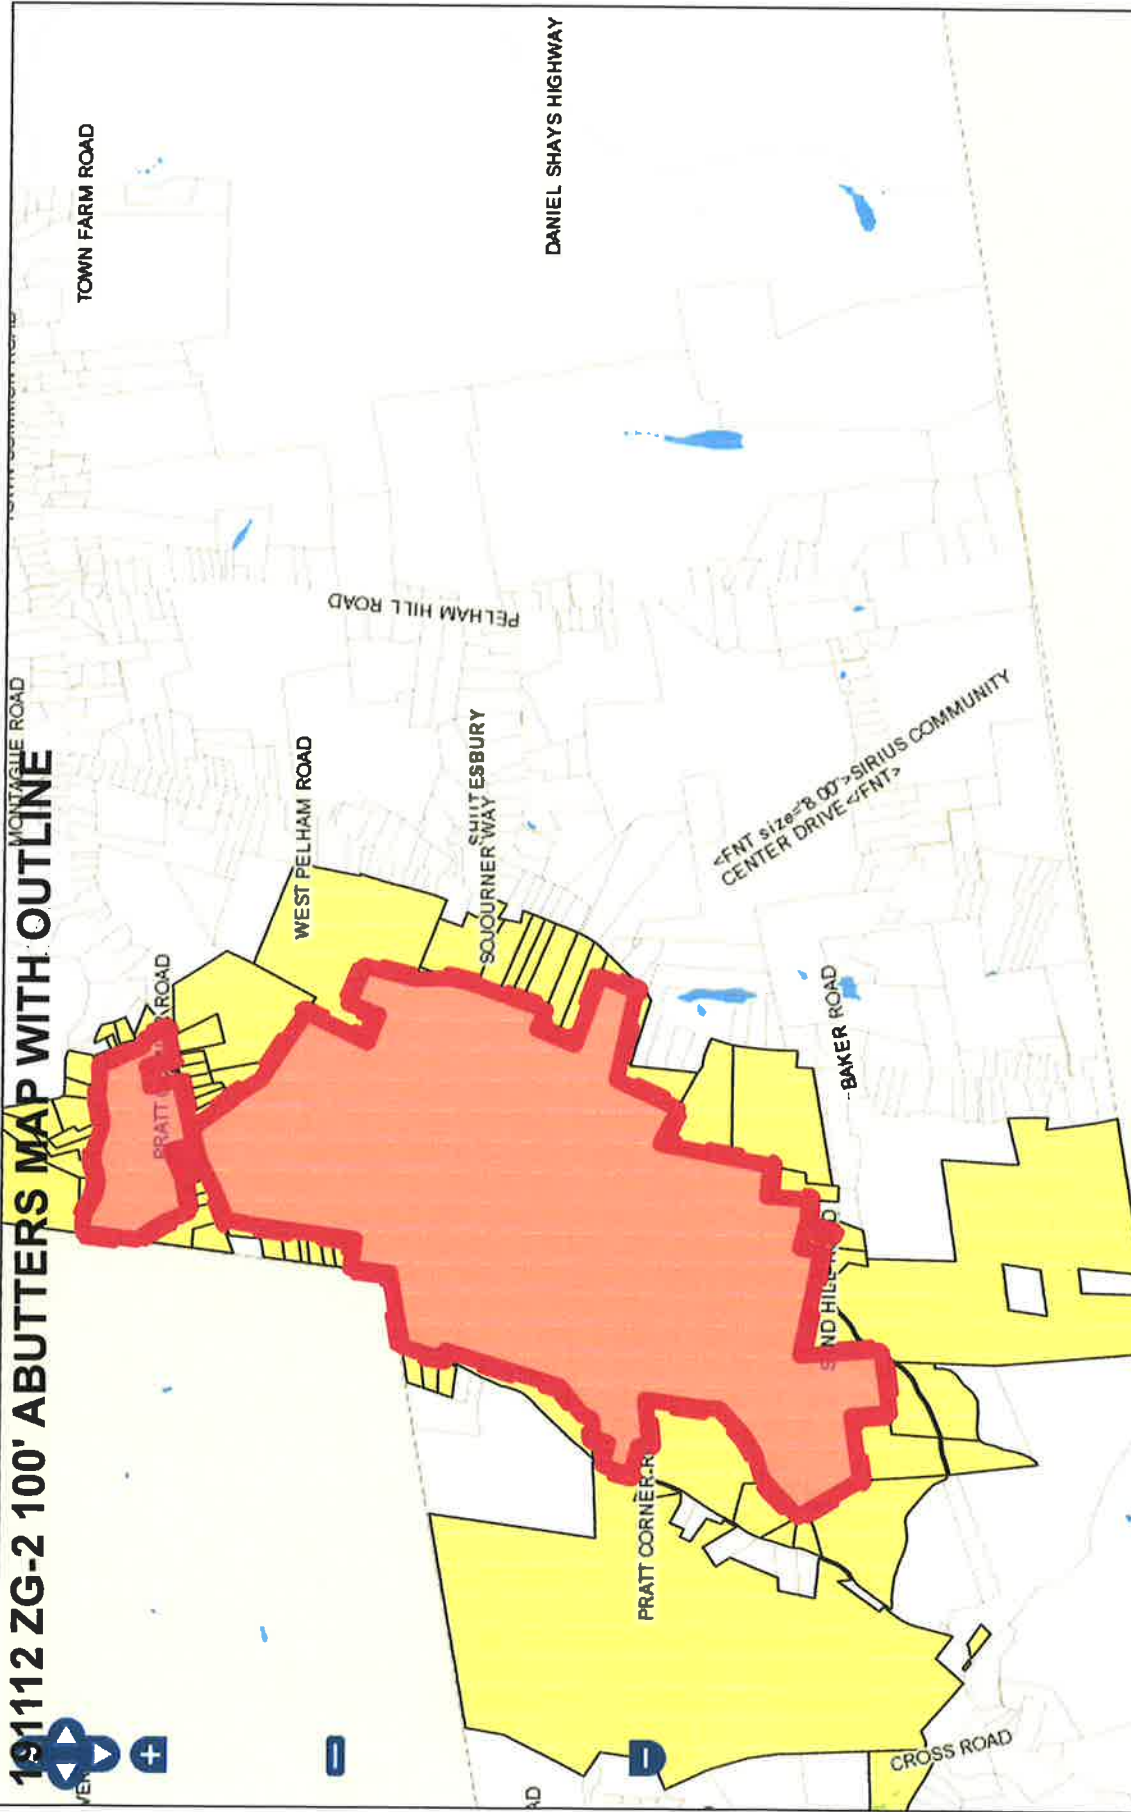 191112 ZG-2 100' ABUTTERS MAP WITH OUTLINE
MONTAGUE ROAD
TOWN FARM ROAD
DANIEL SHAYS HIGHWAY
PELHAM HILL ROAD
WEST PELHAM ROAD
SHUTESBURY
SOJOURNER WAY
<FNT size="8.00">SIRIUS COMMUNITY
CENTER DRIVE</FNT>
BAKER ROAD
PRATT
ROAD
PRATT CORNER R
CROSS ROAD